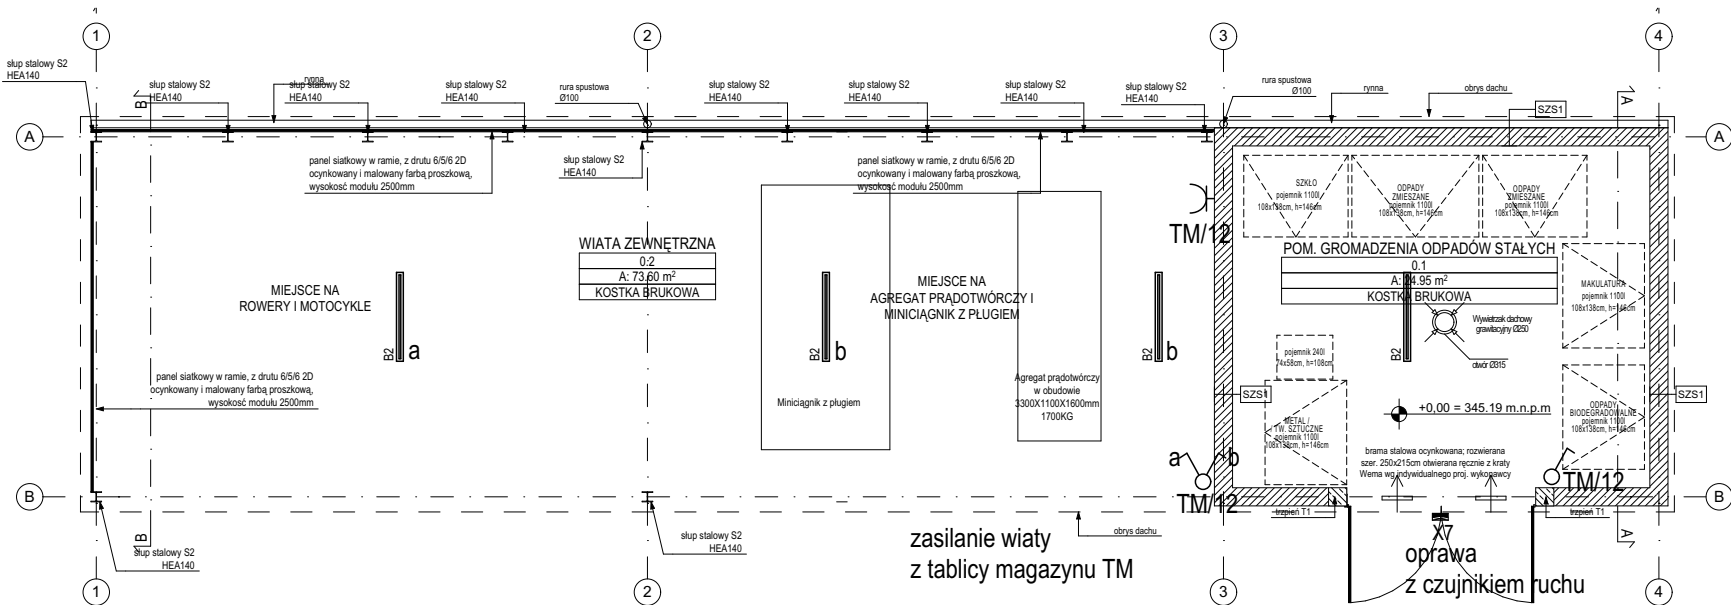 1
2
3
4
słup stalowy S2
HEA140
słup stalowy S2
HEA140
rynna
słup stalowy S2
HEA140
słup stalowy S2
HEA140
rura spustowa
Ø100
słup stalowy S2
HEA140
słup stalowy S2
HEA140
słup stalowy S2
HEA140
słup stalowy S2
HEA140
rura spustowa
Ø100
rynna
obrys dachu
SZS1
B
A
A
A
panel siatkowy w ramie, z drutu 6/5/6 2D
ocynkowany i malowany farbą proszkową,
wysokość modułu 2500mm
słup stalowy S2
HEA140
panel siatkowy w ramie, z drutu 6/5/6 2D
ocynkowany i malowany farbą proszkową,
wysokość modułu 2500mm
TM/12
SZKŁO
pojemnik 1100l
108x138cm, h=146cm
ODPADY
ZMIESZANE
pojemnik 1100l
108x138cm, h=146cm
ODPADY
ZMIESZANE
pojemnik 1100l
108x138cm, h=146cm
WIATA ZEWNĘTRZNA
0.2
A: 73.60 m²
KOSTKA BRUKOWA
POM. GROMADZENIA ODPADÓW STAŁYCH
0.1
A: 24.95 m²
KOSTKA BRUKOWA
MIEJSCE NA
ROWERY I MOTOCYKLE
MIEJSCE NA
AGREGAT PRĄDOTWÓRCZY I
MINICIĄGNIK Z PŁUGIEM
MAKULATURA
pojemnik 1100l
108x138cm, h=146cm
Wywietrzak dachowy
grawitacyjny Ø250
otwór Ø315
B2
a
B2
b
B2
b
B2
pojemnik 240l
74x58cm, h=108cm
panel siatkowy w ramie, z drutu 6/5/6 2D
ocynkowany i malowany farbą proszkową,
wysokość modułu 2500mm
Miniciągnik z pługiem
Agregat prądotwórczy
w obudowie
3300X1100X1600mm
1700KG
SZS1
SZS1
+0,00 = 345.19 m.n.p.m
METAL /
TW. SZTUCZNE
pojemnik 1100l
108x138cm, h=146cm
ODPADY
BIODEGRADOWALNE
pojemnik 1100l
108x138cm, h=146cm
brama stalowa ocynkowana; rozwierana
szer. 250x215cm otwierana ręcznie z kraty
Wema wg indywidualnego proj. wykonawcy
a
b
TM/12
TM/12
B
B
trzpień T1
trzpień T1
B
A
słup stalowy S2
HEA140
słup stalowy S2
HEA140
obrys dachu
zasilanie wiaty
z tablicy magazynu TM
X7
oprawa
z czujnikiem ruchu
1
2
3
4